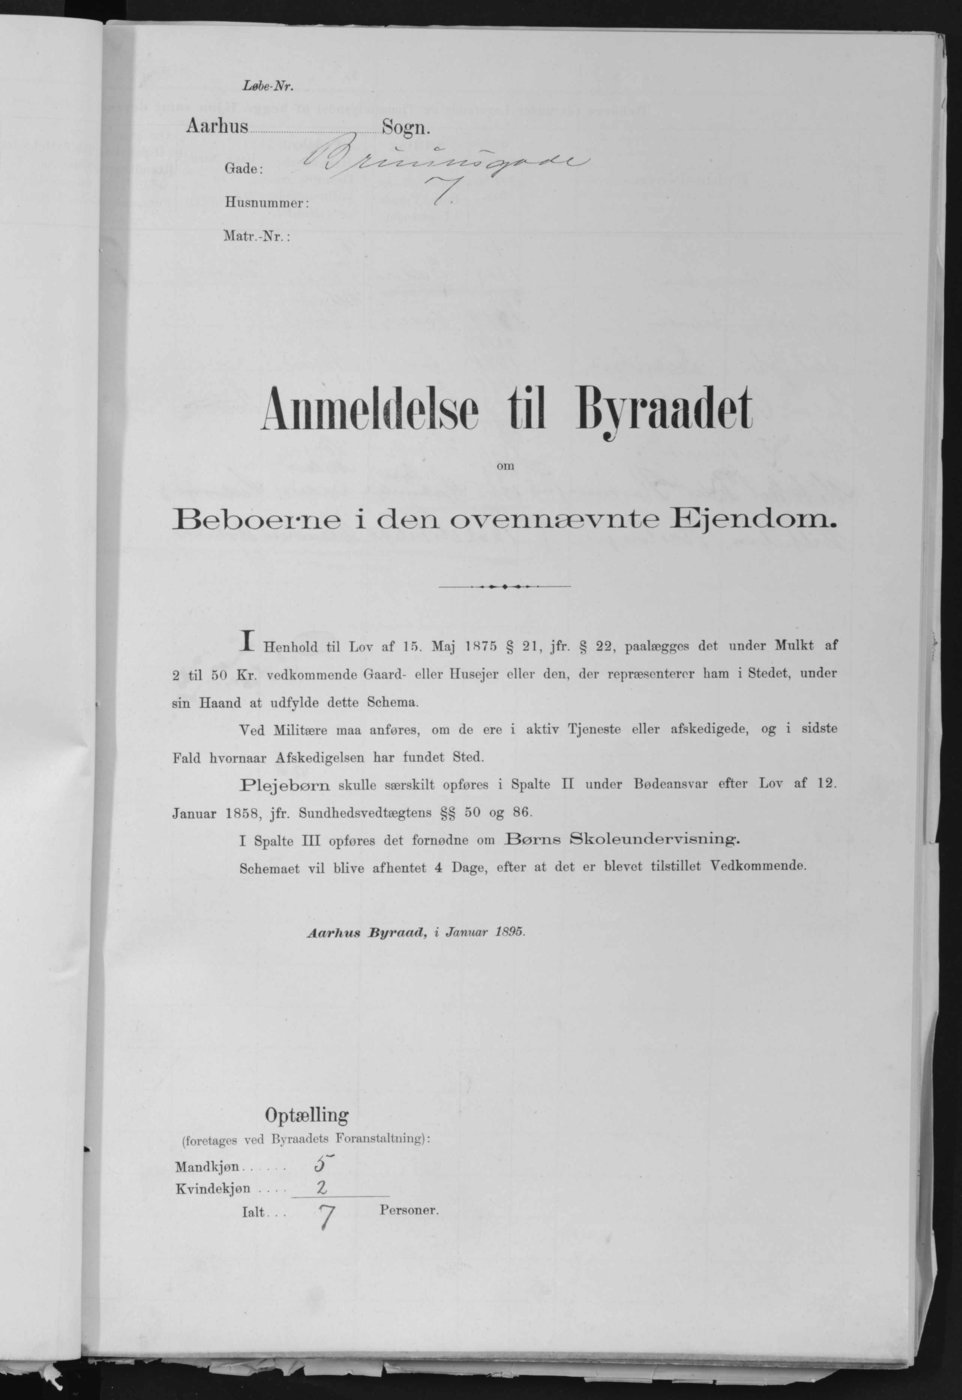 Løbe-Nr.
Aarhus Sogn.
Gade: Bruunsgade
Husnummer: 7.
Matr.-Nr.:
Anmeldelse til Byraadet
om
Beboerne i den ovennævnte Ejendom.
I Henhold til Lov af 15. Maj 1875 § 21, jfr. § 22, paalægges det under Mulkt af
2 til 50 Kr. vedkommende Gaard- eller Husejer eller den, der repræsenterer ham i Stedet, under
sin Haand at udfylde dette Schema.
Ved Militære maa anføres, om de ere i aktiv Tjeneste eller afskedigede, og i sidste
Fald hvornaar Afskedigelsen har fundet Sted.
Plejebørn skulle særskilt opføres i Spalte II under Bødeansvar efter Lov af 12.
Januar 1858, jfr. Sundhedsvedtægtens §§ 50 og 86.
I Spalte III opføres det fornødne om Børns Skoleundervisning.
Schemaet vil blive afhentet 4 Dage, efter at det er blevet tilstillet Vedkommende.
Aarhus Byraad, i Januar 1895.
Optælling
(foretages ved Byraadets Foranstaltning):
Mandkjøn...... 5
Kvindekjøn .... 2
Ialt... 7 Personer.